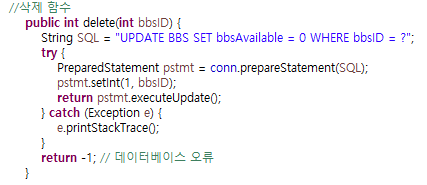 //삭제 함수
public int delete(int bbsID) {
String SQL = "UPDATE BBS SET bbsAvailable = 0 WHERE bbsID = ?";
try {
PreparedStatement pstmt = conn.prepareStatement(SQL);
pstmt.setInt(1, bbsID);
return pstmt.executeUpdate();
} catch (Exception e) {
e.printStackTrace();
}
return -1; // 데이터베이스 오류
}